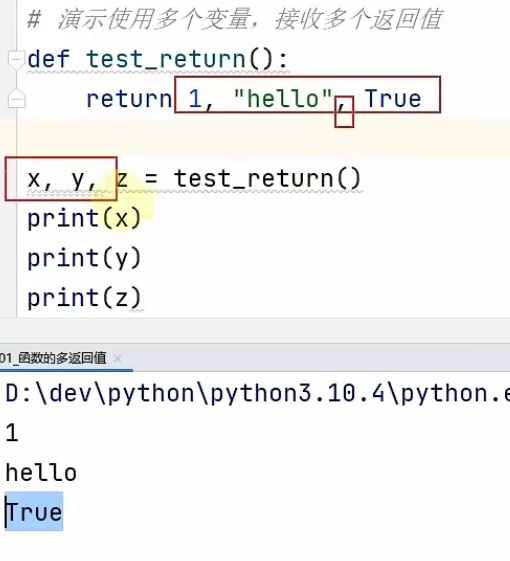 # 演示使用多个变量，接收多个返回值
def test_return():
    return 1, "hello", True
x, y, z = test_return()
print(x)
print(y)
print(z)
01_函数的多返回值 ×
D:\dev\python\python3.10.4\python.e
1
hello
True